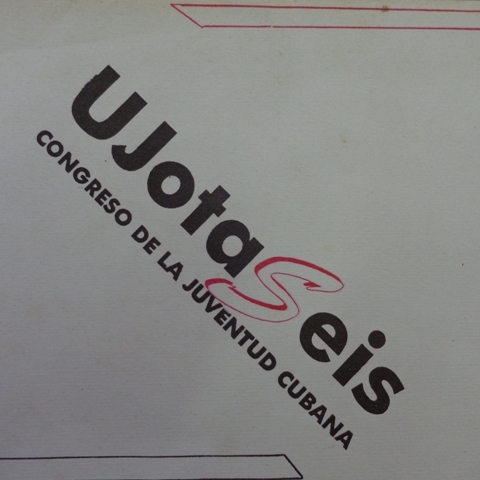 UJotaSeis
CONGRESO DE LA JUVENTUD CUBANA